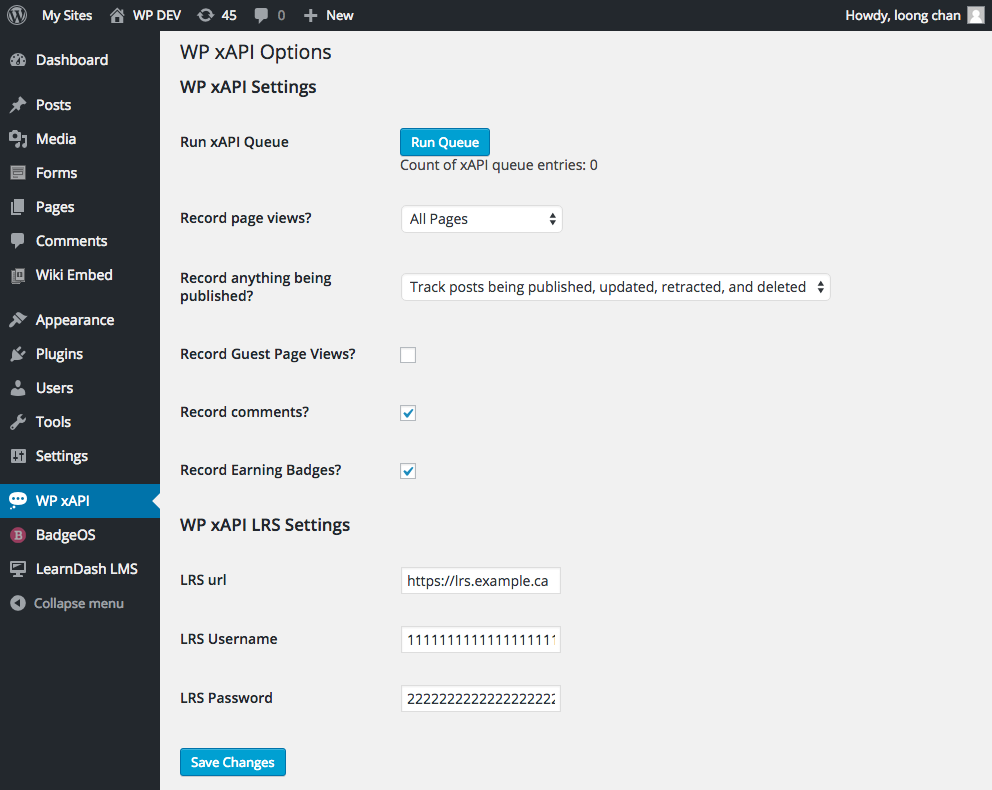 My Sites WP DEV 45 0 New Howdy, loong chan
Dashboard
Posts
Media
Forms
Pages
Comments
Wiki Embed
Appearance
Plugins
Users
Tools
Settings
WP xAPI
B BadgeOS
LearnDash LMS
Collapse menu
WP xAPI Options
WP xAPI Settings
Run xAPI Queue Run Queue
Count of xAPI queue entries: 0
Record page views? All Pages
Record anything being
published? Track posts being published, updated, retracted, and deleted
Record Guest Page Views?
Record comments?
Record Earning Badges?
WP xAPI LRS Settings
LRS url https://lrs.example.ca
LRS Username 1111111111111111111
LRS Password 2222222222222222222
Save Changes